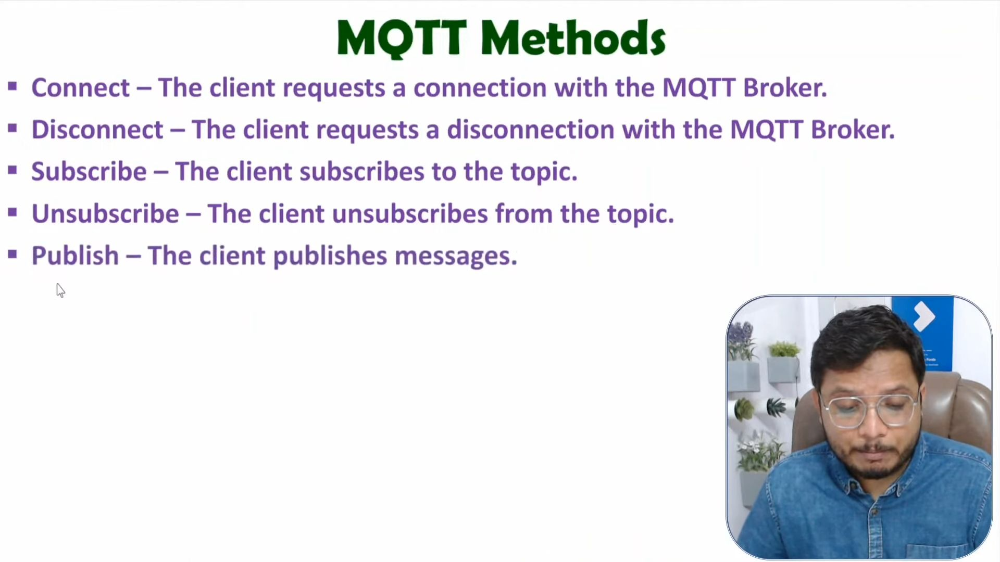 MQTT Methods
▪ Connect – The client requests a connection with the MQTT Broker.
▪ Disconnect – The client requests a disconnection with the MQTT Broker.
▪ Subscribe – The client subscribes to the topic.
▪ Unsubscribe – The client unsubscribes from the topic.
▪ Publish – The client publishes messages.